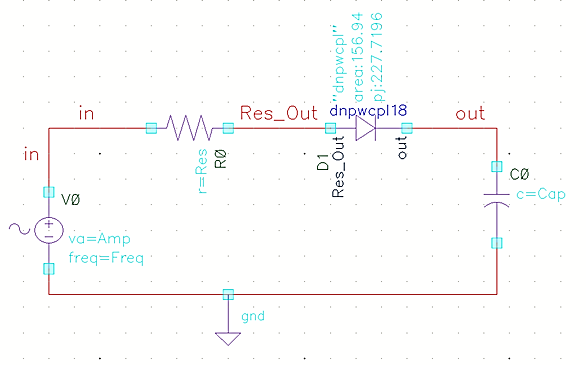 "dnpwcpl"
area:156.94
pj:227.7196
in
Res_Out
dnpwcpl18
out
in
r=Res
R0
D1
Res_Out
out
V0
va=Amp
freq=Freq
C0
c=Cap
gnd